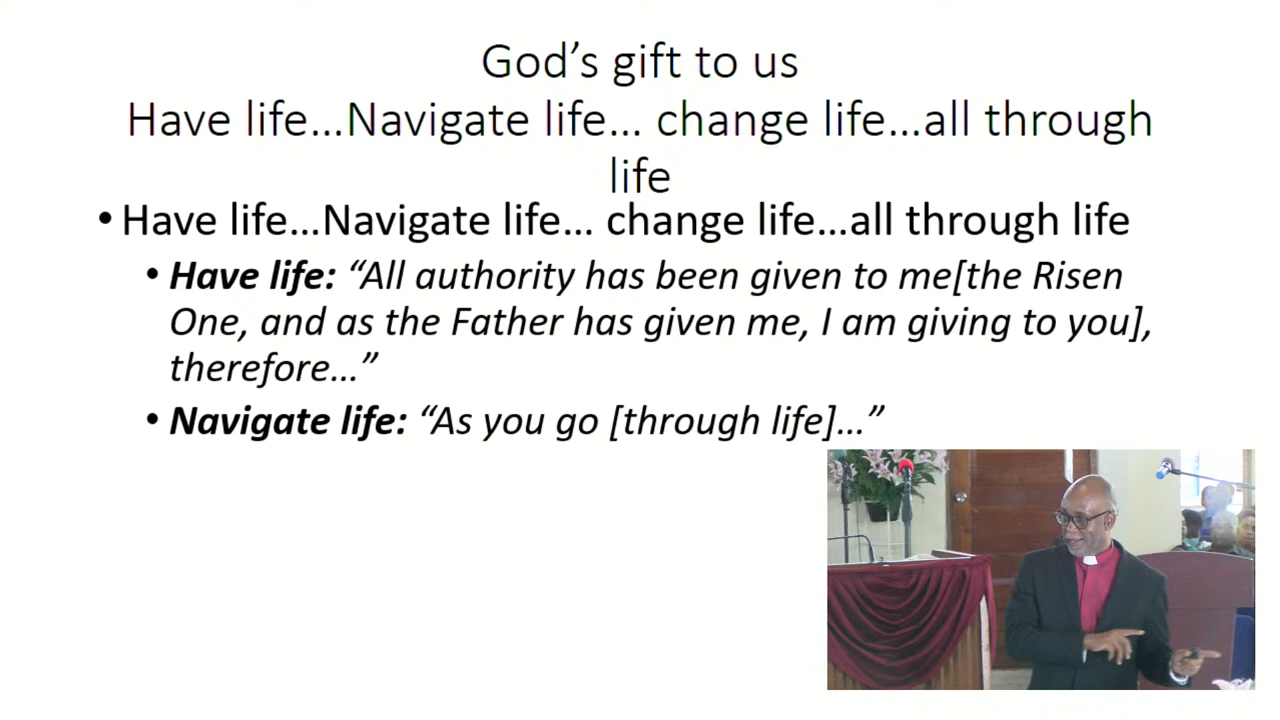 God’s gift to us
Have life…Navigate life… change life…all through
life
• Have life…Navigate life… change life…all through life
• Have life: “All authority has been given to me[the Risen
One, and as the Father has given me, I am giving to you],
therefore…”
• Navigate life: “As you go [through life]…”